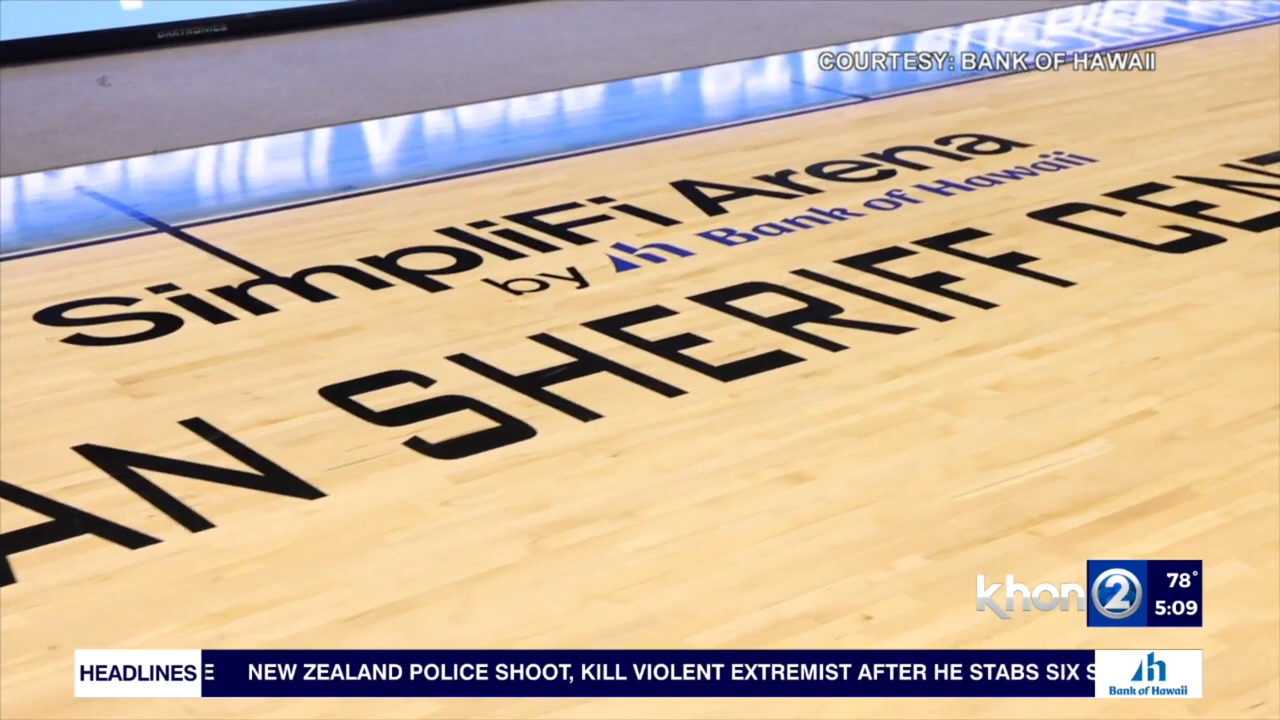 DAKTRONICS
COURTESY: BANK OF HAWAII
SimpliFi Arena
by Bank of Hawaii
AN SHERIFF CEN
khon 2
78°
5:09
HEADLINES
E NEW ZEALAND POLICE SHOOT, KILL VIOLENT EXTREMIST AFTER HE STABS SIX S
Bank of Hawaii